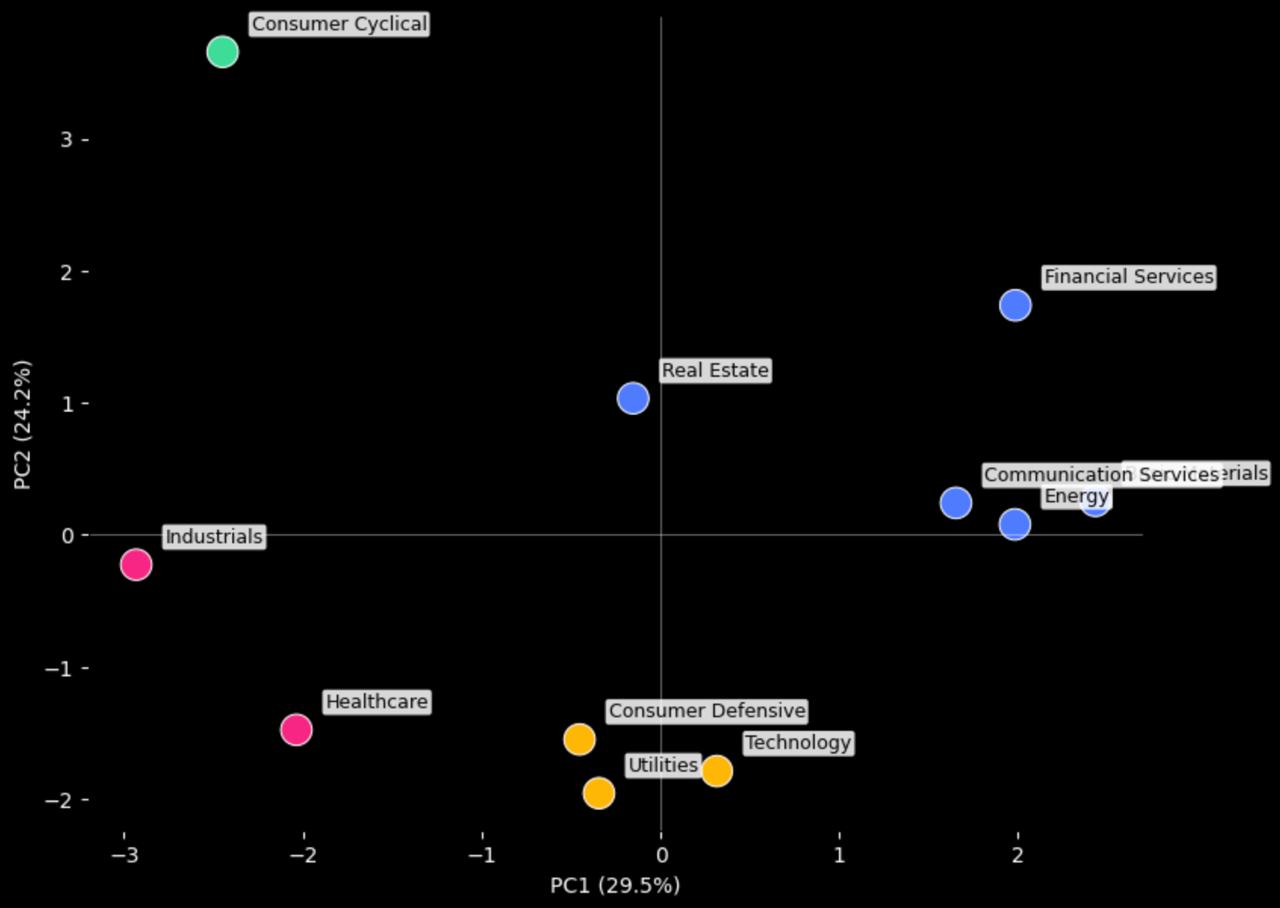 Consumer Cyclical
3
Financial Services
2
Real Estate
1
Communication Services
Energy
Industrials
0
−1
Healthcare
Consumer Defensive
Technology
Utilities
−2
−3
−2
−1
0
1
2
PC1 (29.5%)
PC2 (24.2%)